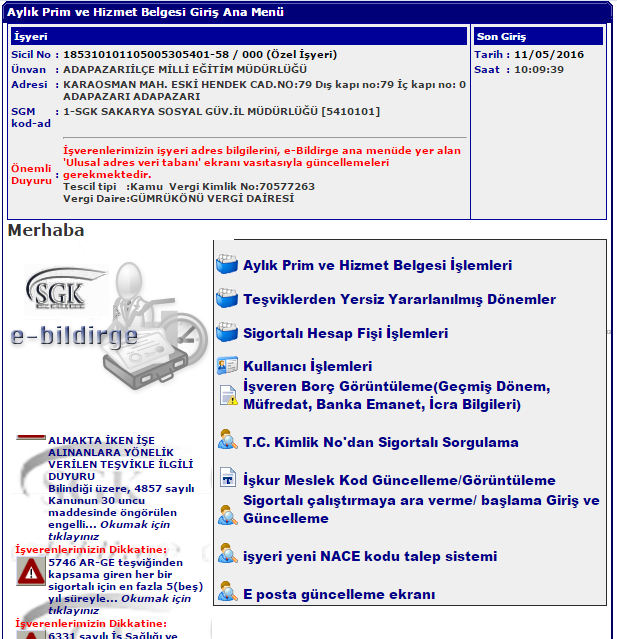 Aylık Prim ve Hizmet Belgesi Giriş Ana Menü
İşyeri
Sicil No : 185310101105005305401-58 / 000 (Özel İşyeri)
Ünvan : ADAPAZARIİLÇE MİLLİ EĞİTİM MÜDÜRLÜĞÜ
Adresi : KARAOSMAN MAH. ESKİ HENDEK CAD.NO:79 Dış kapı no:79 İç kapı no: 0
ADAPAZARI ADAPAZARI
SGM : 1-SGK SAKARYA SOSYAL GÜV.İL MÜDÜRLÜĞÜ [5410101]
kod-ad
Önemli :
Duyuru
İşverenlerimizin işyeri adres bilgilerini, e-Bildirge ana menüde yer alan
'Ulusal adres veri tabanı' ekranı vasıtasıyla güncellemeleri
gerekmektedir.
Tescil tipi :Kamu Vergi Kimlik No:70577263
Vergi Daire:GÜMRÜKÖNÜ VERGİ DAİRESİ
Son Giriş
Tarih : 11/05/2016
Saat : 10:09:39
Merhaba
SGK
e-bildirge
ALMAKTA İKEN İŞE
ALINANLARA YÖNELİK
VERİLEN TEŞVİKLE İLGİLİ
DUYURU
Bilindiği üzere, 4857 sayılı
Kanunun 30 uncu
maddesinde öngörülen
engelli... Okumak için
tıklayınız
İşverenlerimizin Dikkatine:
5746 AR-GE teşviğinden
kapsama giren her bir
sigortalı için en fazla 5(beş)
yıl süreyle... Okumak için
tıklayınız
İşverenlerimizin Dikkatine:
6331 sayılı İş Sağlığı ve
Aylık Prim ve Hizmet Belgesi İşlemleri
Teşviklerden Yersiz Yararlanılmış Dönemler
Sigortalı Hesap Fişi İşlemleri
Kullanıcı İşlemleri
İşveren Borç Görüntüleme(Geçmiş Dönem,
Müfredat, Banka Emanet, İcra Bilgileri)
T.C. Kimlik No'dan Sigortalı Sorgulama
İşkur Meslek Kod Güncelleme/Görüntüleme
Sigortalı çalıştırmaya ara verme/ başlama Giriş ve
Güncelleme
işyeri yeni NACE kodu talep sistemi
E posta güncelleme ekranı